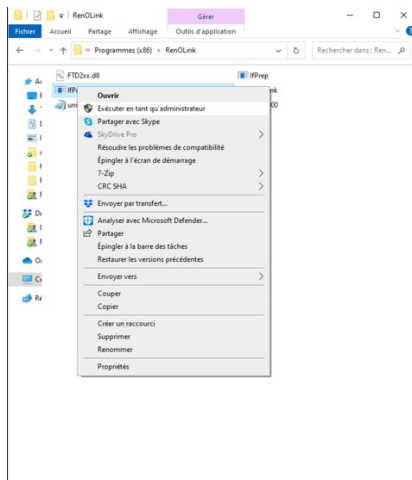 RenOLink
Gérer
Fichier Accueil Partage Affichage Outils d'application
« Programmes (x86) > RenOLink
Rechercher dans : Ren...
FTD2xx.dll
IfPrep
Ouvrir
Exécuter en tant qu'administrateur
Partager avec Skype
SkyDrive Pro
Résoudre les problèmes de compatibilité
Épingler à l'écran de démarrage
7-Zip
CRC SHA
Envoyer par transfert...
Analyser avec Microsoft Defender...
Partager
Épingler à la barre des tâches
Restaurer les versions précédentes
Envoyer vers
Couper
Copier
Créer un raccourci
Supprimer
Renommer
Propriétés